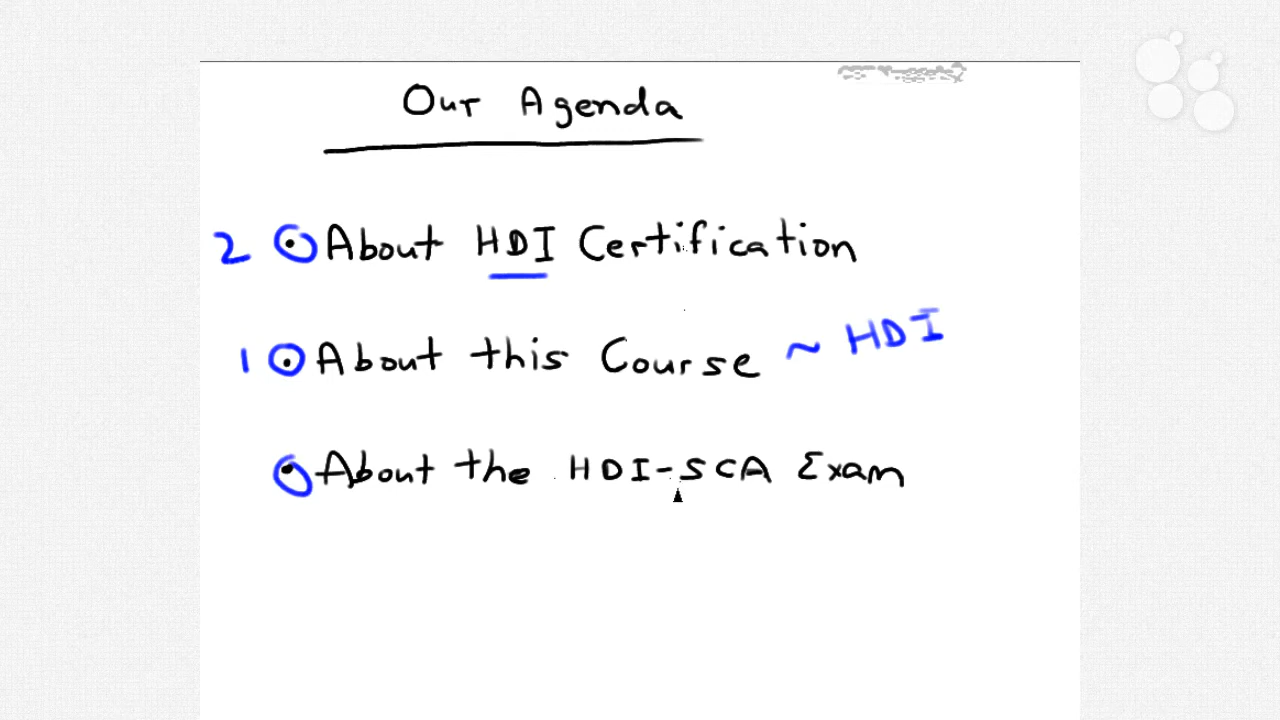 Our Agenda
2 About HDI Certification
1 About this Course ~ HDI
About the HDI-SCA Exam